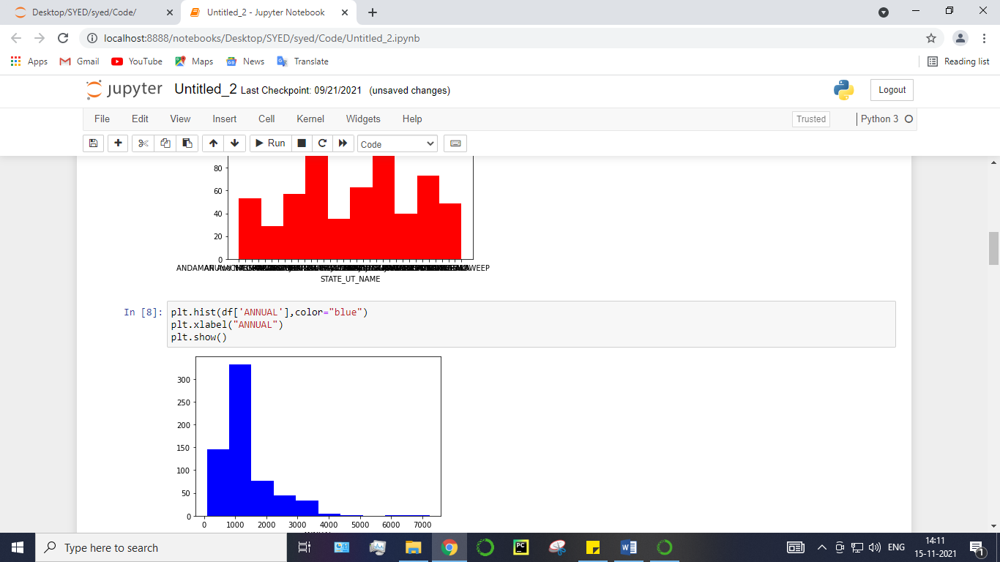 Desktop/SYED/syed/Code/
Untitled_2 - Jupyter Notebook
localhost:8888/notebooks/Desktop/SYED/syed/Code/Untitled_2.ipynb
Apps Gmail YouTube Maps News Translate Reading list
jupyter Untitled_2 Last Checkpoint: 09/21/2021 (unsaved changes) Logout
File Edit View Insert Cell Kernel Widgets Help Trusted Python 3
Run Code
80
60
40
20
0
ANDAMAN
STATE_UT_NAME
In [8]: plt.hist(df['ANNUAL'],color="blue")
plt.xlabel("ANNUAL")
plt.show()
300
250
200
150
100
50
0
0 1000 2000 3000 4000 5000 6000 7000
Type here to search
ENG
14:11
15-11-2021
1